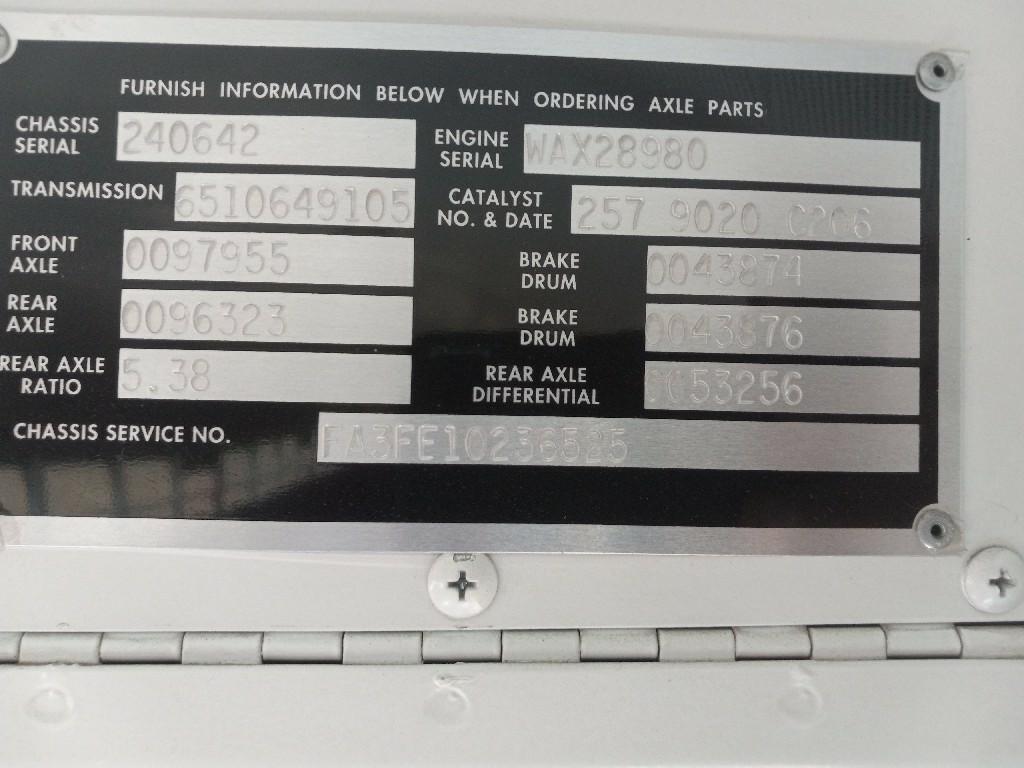 FURNISH INFORMATION BELOW WHEN ORDERING AXLE PARTS
CHASSIS SERIAL 240642
ENGINE SERIAL WAX28980
TRANSMISSION 6510649105
CATALYST NO. & DATE 257 9020 C206
FRONT AXLE 0097955
BRAKE DRUM 0043874
REAR AXLE 0096323
BRAKE DRUM 0043876
REAR AXLE RATIO 5.38
REAR AXLE DIFFERENTIAL
CHASSIS SERVICE NO. FA3FE10236525